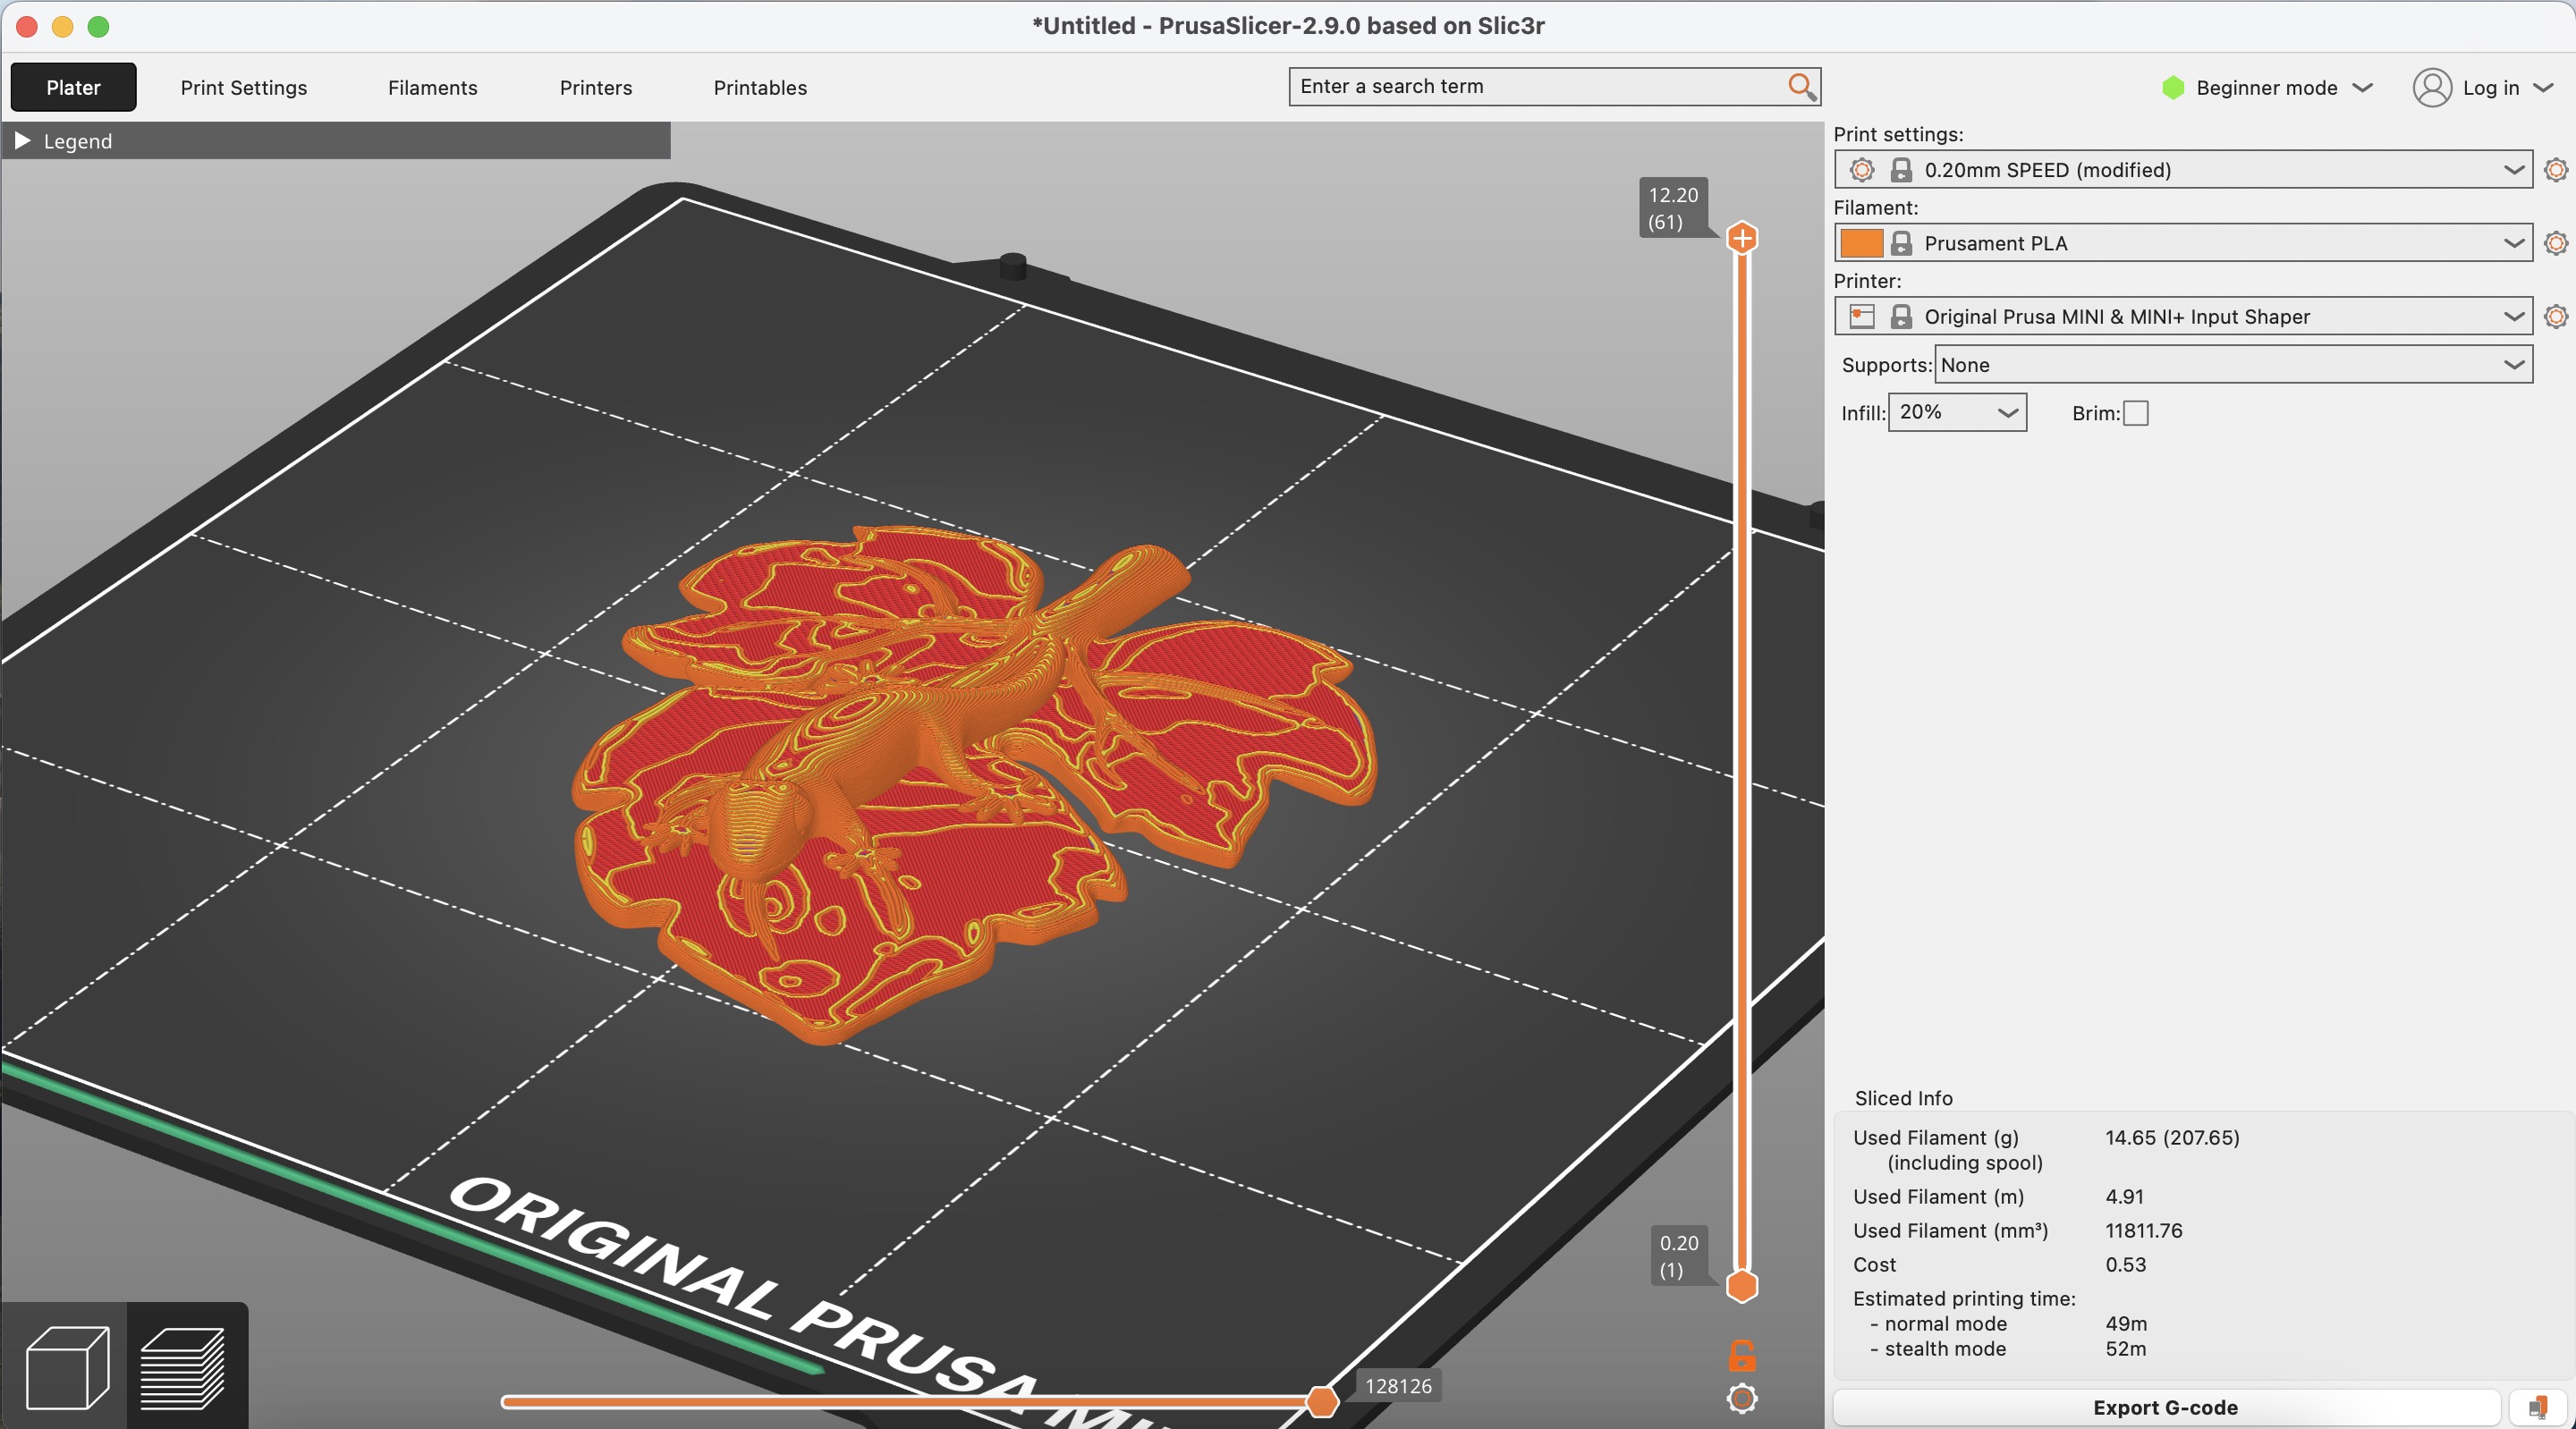 *Untitled - PrusaSlicer-2.9.0 based on Slic3r
Plater
Print Settings
Filaments
Printers
Printables
Enter a search term
Beginner mode
Log in
Legend
12.20
(61)
0.20
(1)
128126
ORIGINAL PRUSA
Print settings:
0.20mm SPEED (modified)
Filament:
Prusament PLA
Printer:
Original Prusa MINI & MINI+ Input Shaper
Supports: None
Infill: 20% Brim:
Sliced Info
Used Filament (g) 14.65 (207.65)
(including spool)
Used Filament (m) 4.91
Used Filament (mm³) 11811.76
Cost 0.53
Estimated printing time:
- normal mode 49m
- stealth mode 52m
Export G-code